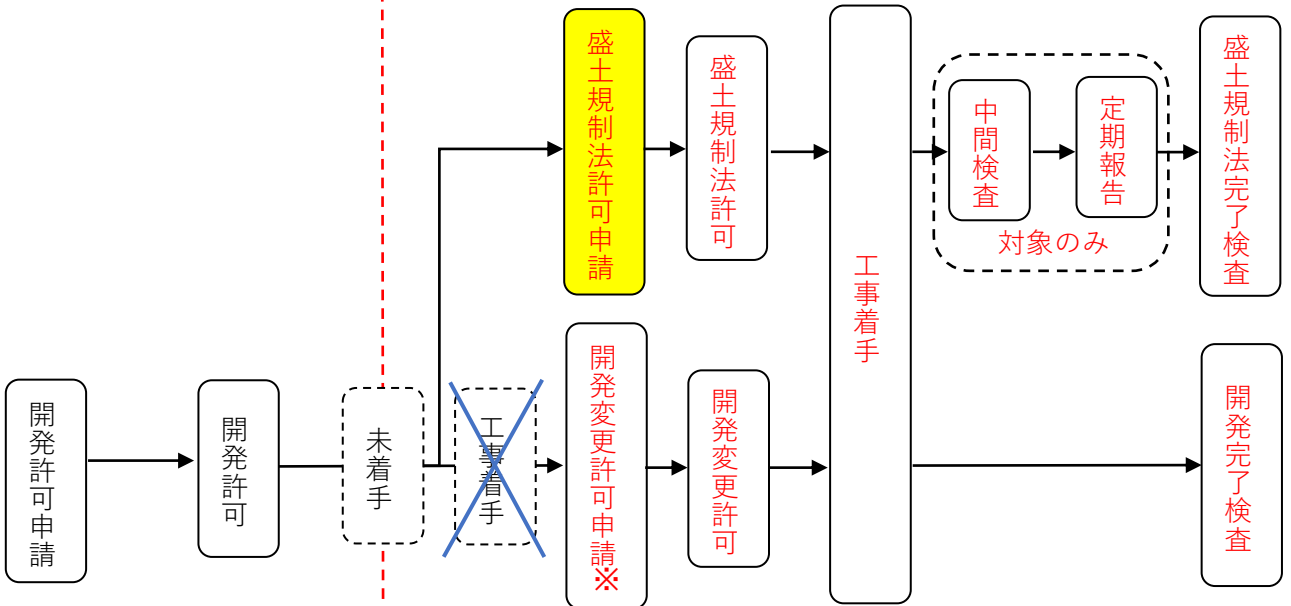 開発許可申請
開発許可
未着手
工事着手
盛土規制法許可申請
盛土規制法許可
開発変更許可申請※
開発変更許可
工事着手
中間検査
定期報告
対象のみ
盛土規制法完了検査
開発完了検査